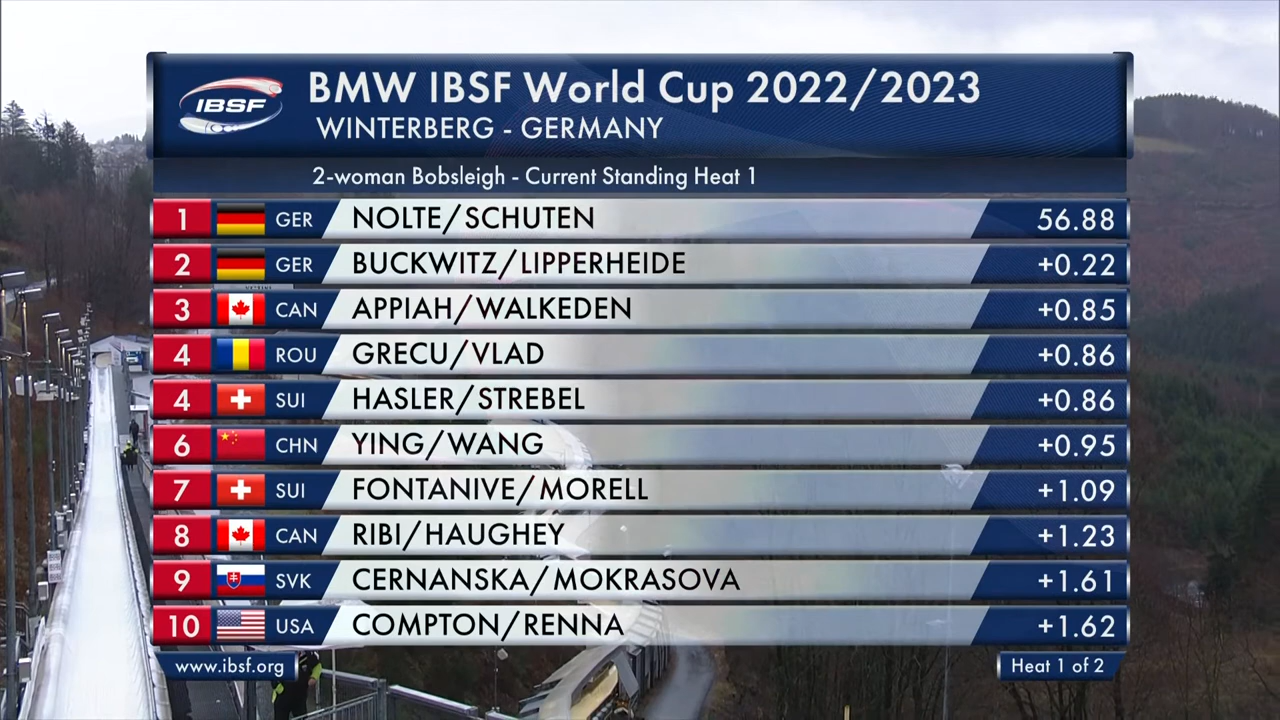 IBSF
BMW IBSF World Cup 2022/2023
WINTERBERG - GERMANY
2-woman Bobsleigh - Current Standing Heat 1
1 GER NOLTE/SCHUTEN 56.88
2 GER BUCKWITZ/LIPPERHEIDE +0.22
3 CAN APPIAH/WALKEDEN +0.85
4 ROU GRECU/VLAD +0.86
4 SUI HASLER/STREBEL +0.86
6 CHN YING/WANG +0.95
7 SUI FONTANIVE/MORELL +1.09
8 CAN RIBI/HAUGHEY +1.23
9 SVK CERNANSKA/MOKRASOVA +1.61
10 USA COMPTON/RENNA +1.62
www.ibsf.org Heat 1 of 2